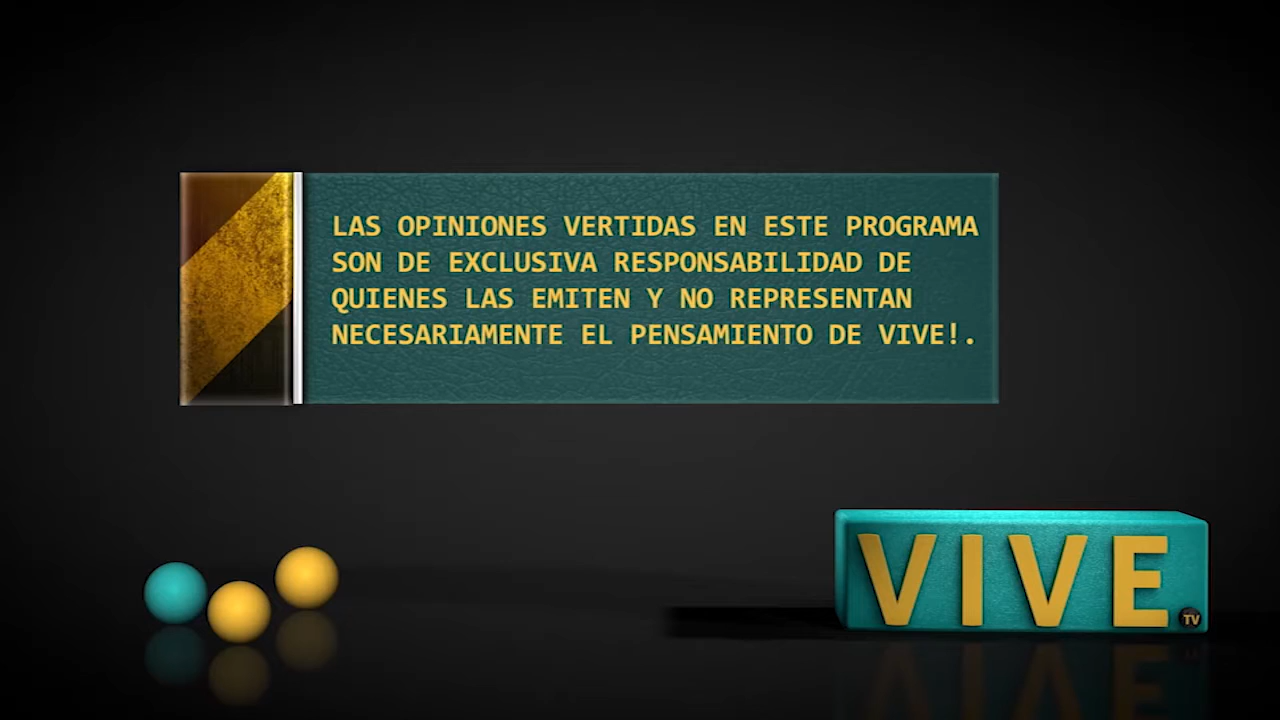 LAS OPINIONES VERTIDAS EN ESTE PROGRAMA
SON DE EXCLUSIVA RESPONSABILIDAD DE
QUIENES LAS EMITEN Y NO REPRESENTAN
NECESARIAMENTE EL PENSAMIENTO DE VIVE!.
VIVE
TV